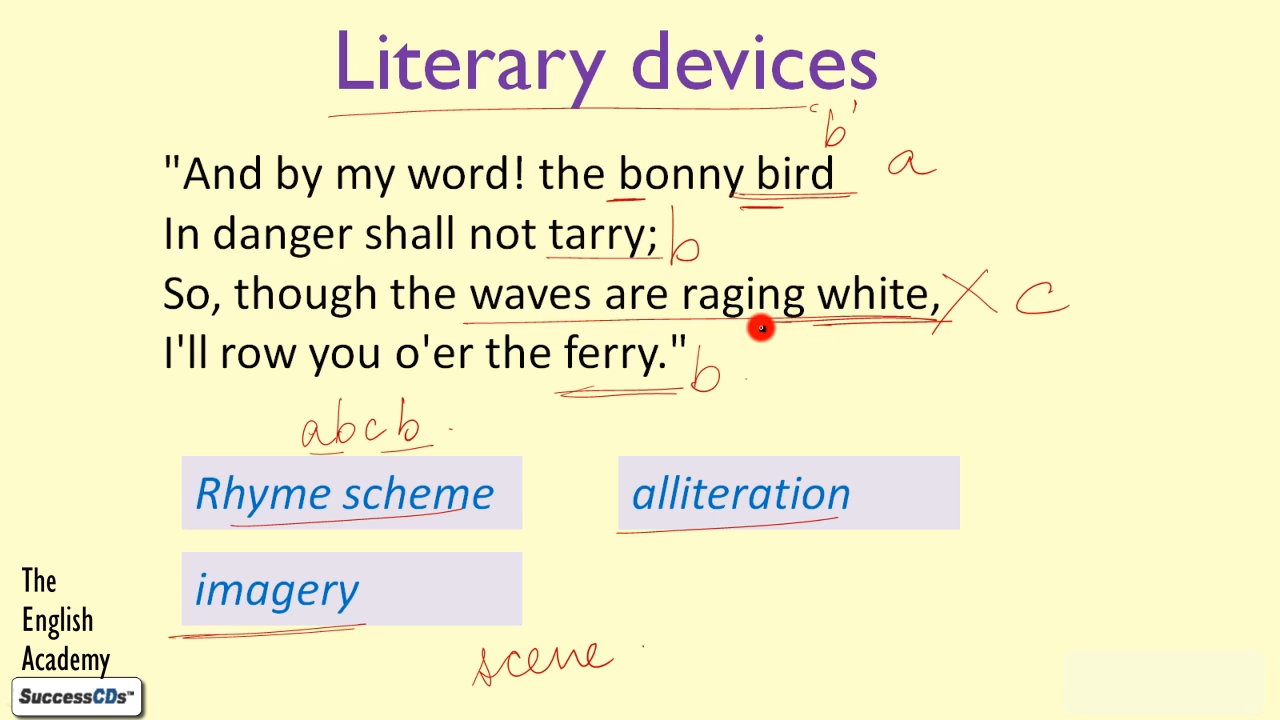 Literary devices
'b'
"And by my word! the bonny bird a
In danger shall not tarry; b
So, though the waves are raging white, X c
I'll row you o'er the ferry." b
abcb
Rhyme scheme alliteration
imagery
scene
The
English
Academy
SuccessCDs™